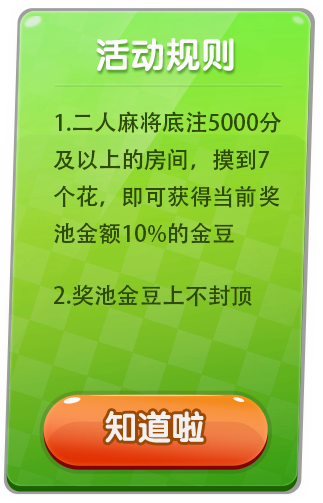 活动规则
1.二人麻将底注5000分
及以上的房间，摸到7
个花，即可获得当前奖
池金额10%的金豆
2.奖池金豆上不封顶
知道啦